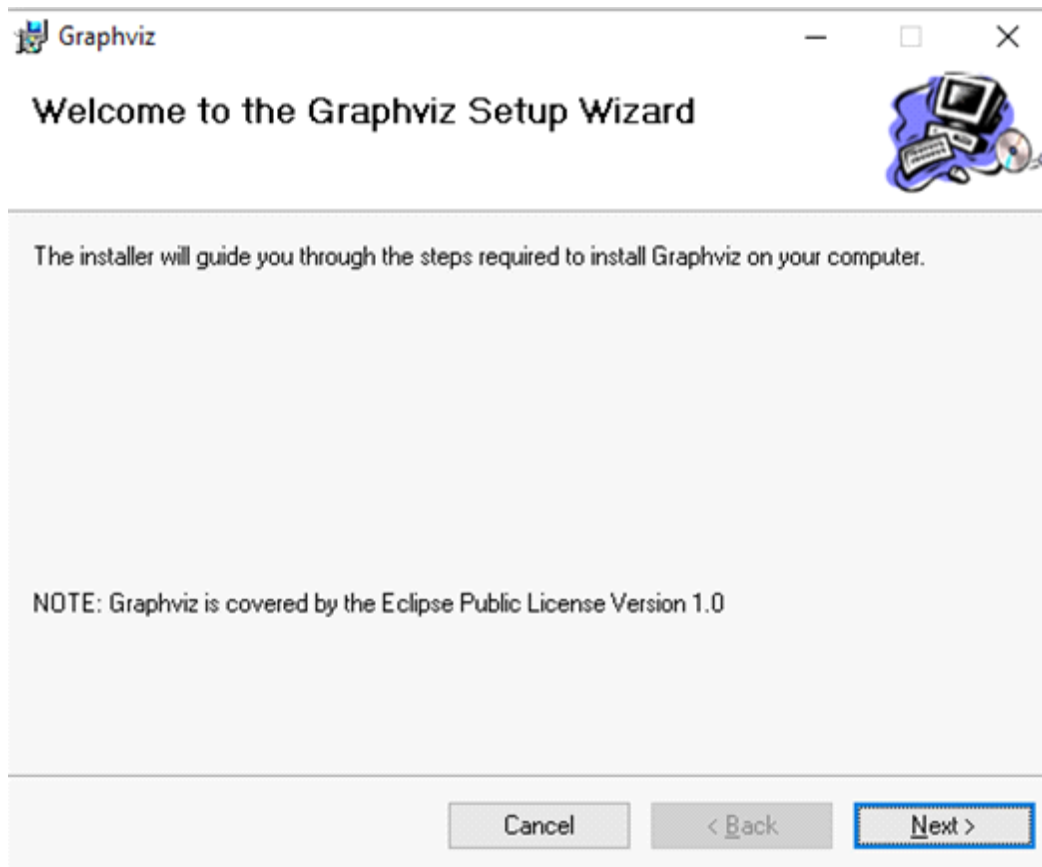 Graphviz
Welcome to the Graphviz Setup Wizard
The installer will guide you through the steps required to install Graphviz on your computer.
NOTE: Graphviz is covered by the Eclipse Public License Version 1.0
Cancel
< Back
Next >